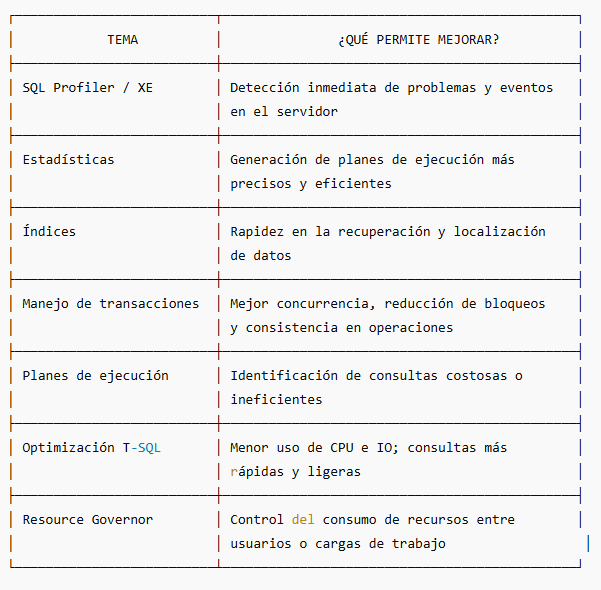 TEMA ¿QUÉ PERMITE MEJORAR?
SQL Profiler / XE Detección inmediata de problemas y eventos
en el servidor
Estadísticas Generación de planes de ejecución más
precisos y eficientes
Índices Rapidez en la recuperación y localización
de datos
Manejo de transacciones Mejor concurrencia, reducción de bloqueos
y consistencia en operaciones
Planes de ejecución Identificación de consultas costosas o
ineficientes
Optimización T-SQL Menor uso de CPU e IO; consultas más
rápidas y ligeras
Resource Governor Control del consumo de recursos entre
usuarios o cargas de trabajo